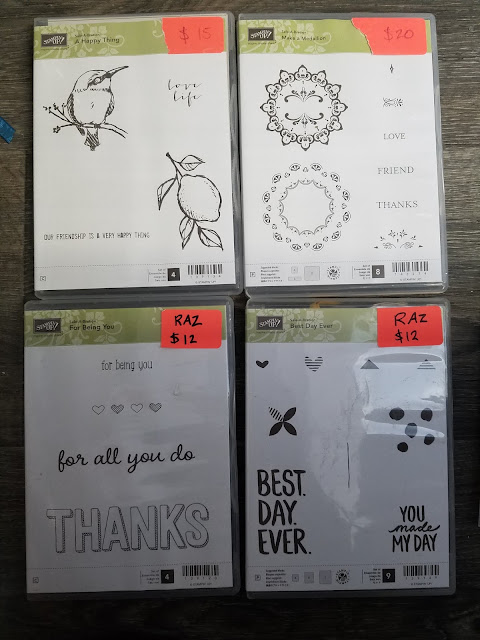 STAMPIN' UP!
A Happy Thing
$15
love
life
OUR FRIENDSHIP IS A VERY HAPPY THING
4
STAMPIN' UP!
Make a Medallion
$20
LOVE
FRIEND
THANKS
8
STAMPIN' UP!
For Being You
RAZ
$12
for being you
for all you do
THANKS
4
STAMPIN' UP!
Best Day Ever
RAZ
$12
BEST.
DAY.
EVER.
YOU
made
MY DAY
9